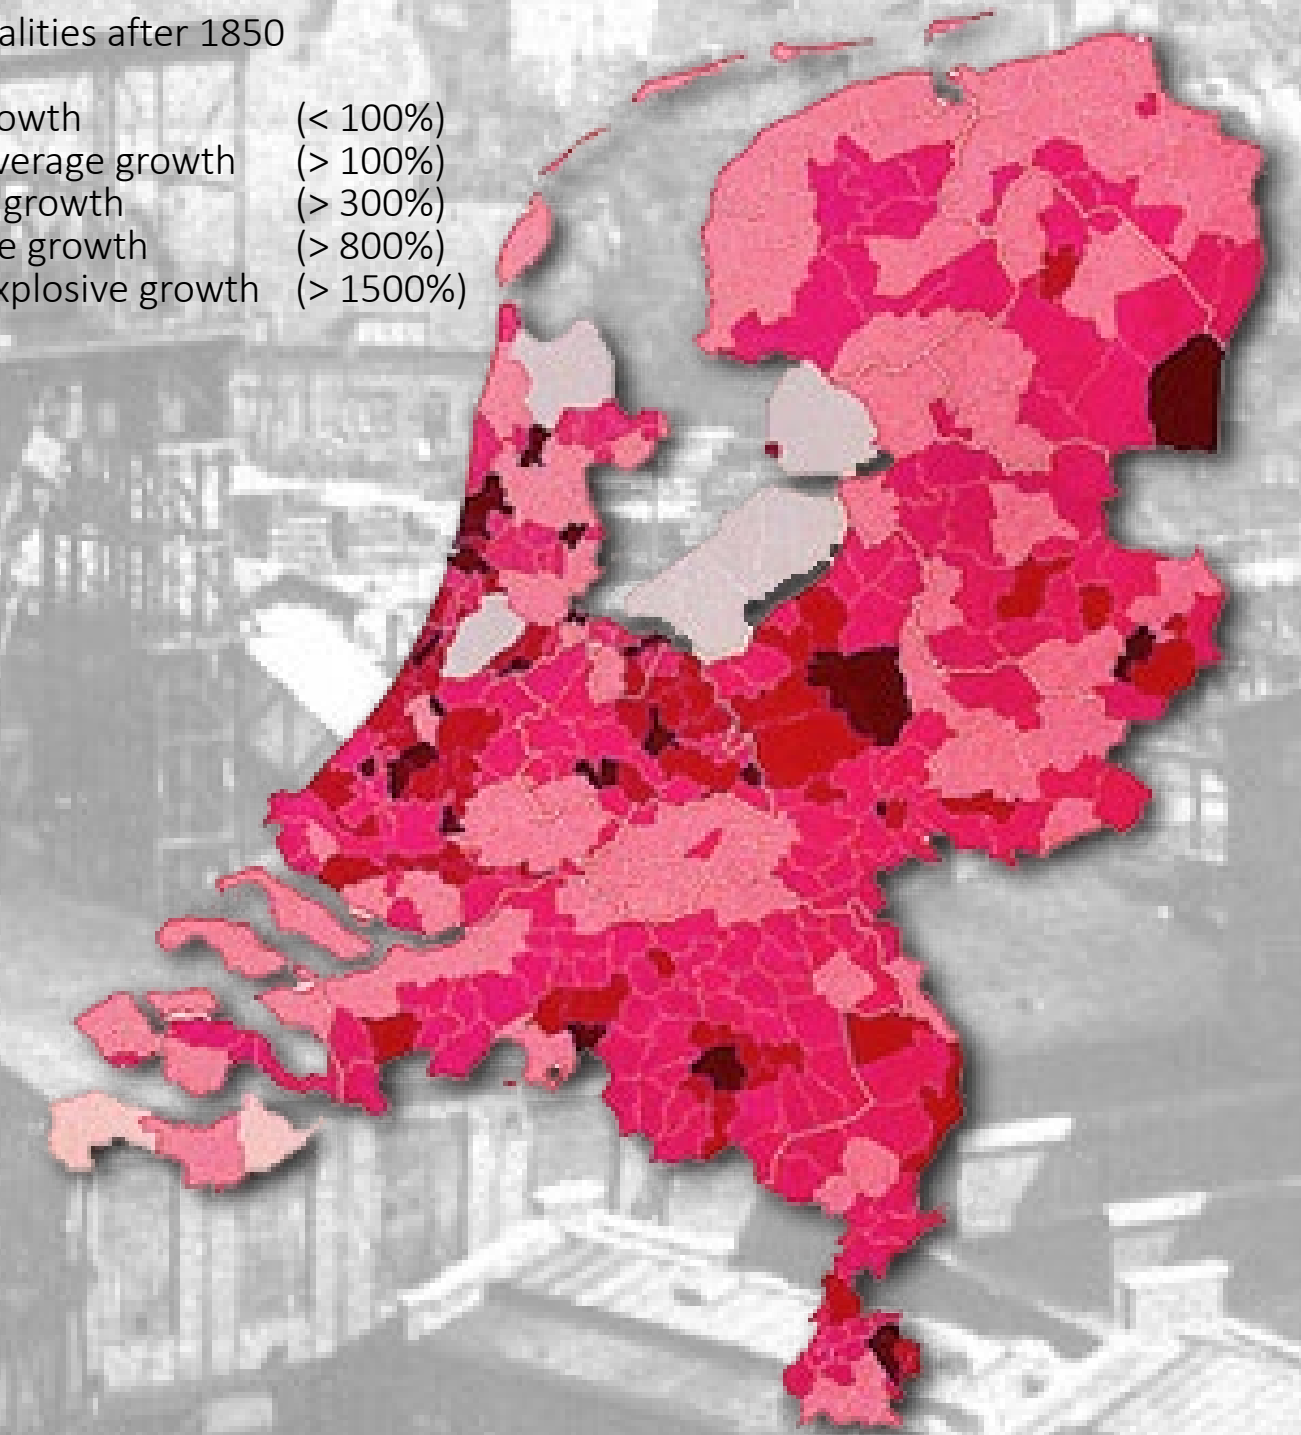 alities after 1850
owth (< 100%)
verage growth (> 100%)
growth (> 300%)
e growth (> 800%)
xplosive growth (> 1500%)